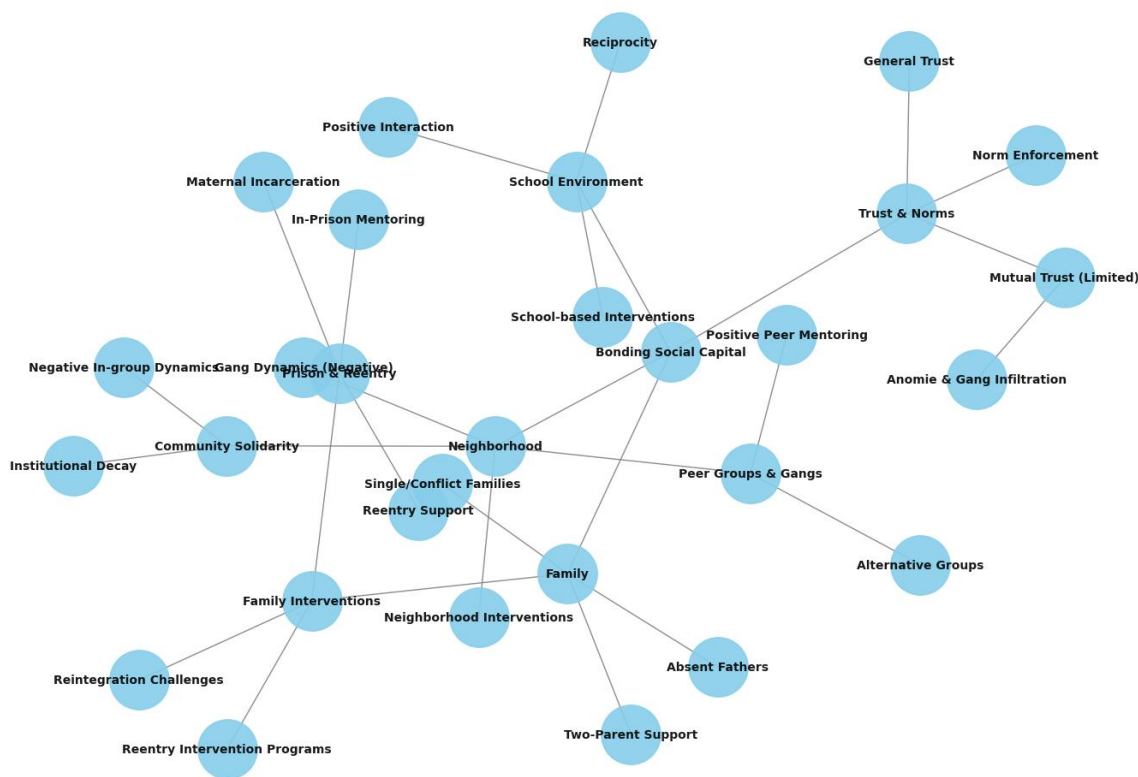 Reciprocity
General Trust
Positive Interaction
Norm Enforcement
Maternal Incarceration
School Environment
In-Prison Mentoring
Trust & Norms
Mutual Trust (Limited)
School-based Interventions
Positive Peer Mentoring
Bonding Social Capital
Negative In-group Dynamics
Gang Dynamics (Negative)
Prison & Reentry
Anomie & Gang Infiltration
Community Solidarity
Neighborhood
Institutional Decay
Peer Groups & Gangs
Single/Conflict Families
Reentry Support
Alternative Groups
Family
Family Interventions
Neighborhood Interventions
Absent Fathers
Reintegration Challenges
Two-Parent Support
Reentry Intervention Programs